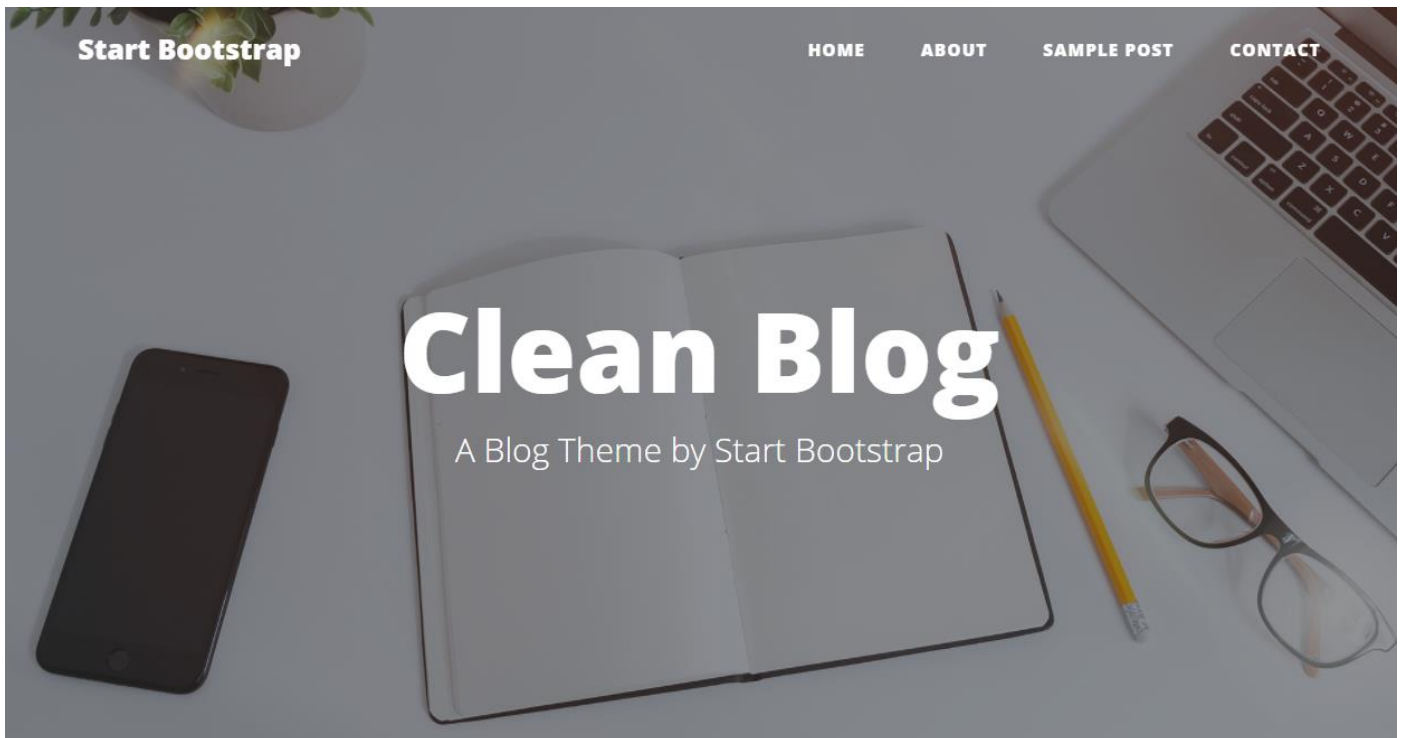 Start Bootstrap
HOME ABOUT SAMPLE POST CONTACT
Clean Blog
A Blog Theme by Start Bootstrap